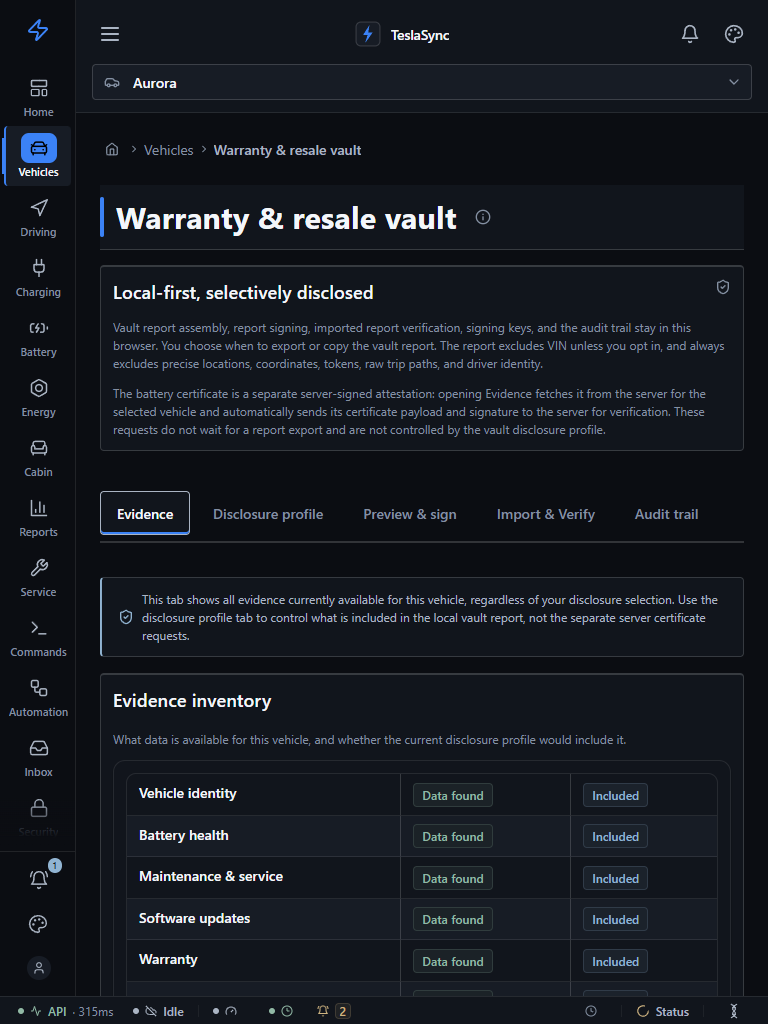 TeslaSync
Aurora
Home
Vehicles
Driving
Charging
Battery
Energy
Cabin
Reports
Service
Commands
Automation
Inbox
Security
1
Vehicles
Warranty & resale vault
Warranty & resale vault
Local-first, selectively disclosed
Vault report assembly, report signing, imported report verification, signing keys, and the audit trail stay in this
browser. You choose when to export or copy the vault report. The report excludes VIN unless you opt in, and always
excludes precise locations, coordinates, tokens, raw trip paths, and driver identity.
The battery certificate is a separate server-signed attestation: opening Evidence fetches it from the server for the
selected vehicle and automatically sends its certificate payload and signature to the server for verification. These
requests do not wait for a report export and are not controlled by the vault disclosure profile.
Evidence Disclosure profile Preview & sign Import & Verify Audit trail
This tab shows all evidence currently available for this vehicle, regardless of your disclosure selection. Use the
disclosure profile tab to control what is included in the local vault report, not the separate server certificate
requests.
Evidence inventory
What data is available for this vehicle, and whether the current disclosure profile would include it.
Vehicle identity Data found Included
Battery health Data found Included
Maintenance & service Data found Included
Software updates Data found Included
Warranty Data found Included
API · 315ms Idle 2 Status